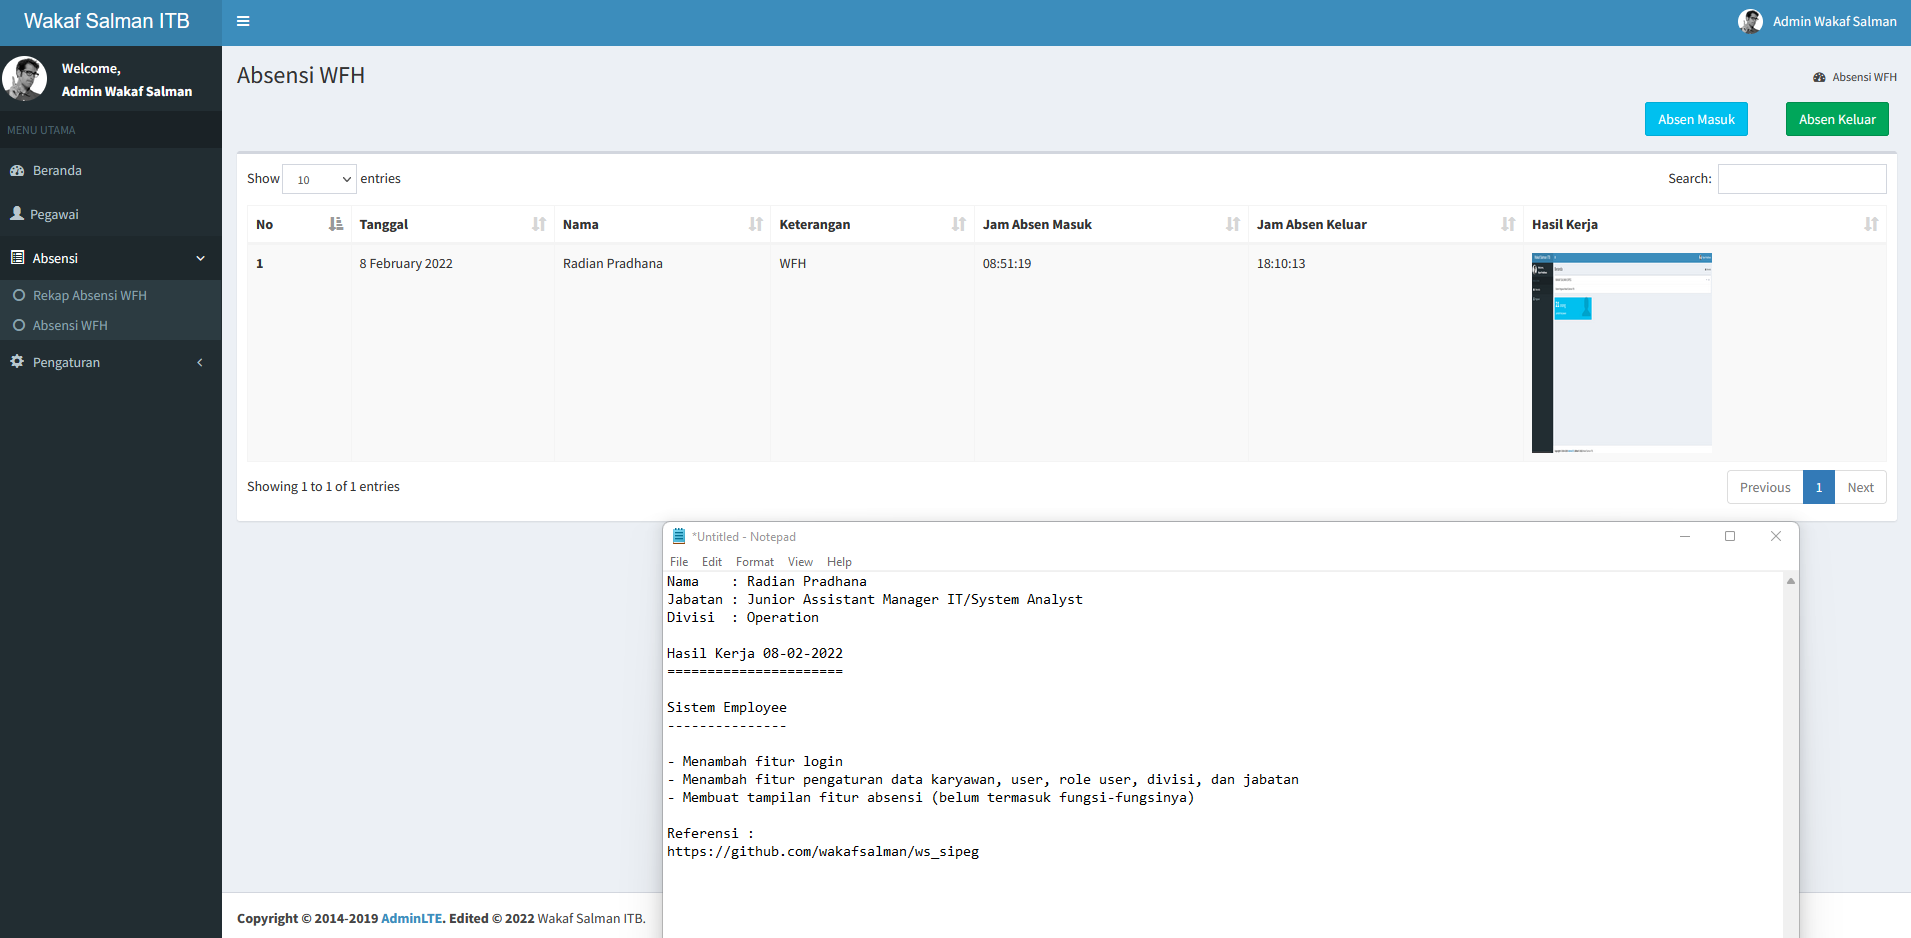 Wakaf Salman ITB
Admin Wakaf Salman
Welcome,
Admin Wakaf Salman
MENU UTAMA
Beranda
Pegawai
Absensi
Rekap Absensi WFH
Absensi WFH
Pengaturan
Absensi WFH
Absensi WFH
Absen Masuk
Absen Keluar
Show 10 entries
Search:
No Tanggal Nama Keterangan Jam Absen Masuk Jam Absen Keluar Hasil Kerja
1 8 February 2022 Radian Pradhana WFH 08:51:19 18:10:13
Showing 1 to 1 of 1 entries
Previous 1 Next
*Untitled - Notepad
File Edit Format View Help
Nama    : Radian Pradhana
Jabatan : Junior Assistant Manager IT/System Analyst
Divisi  : Operation
Hasil Kerja 08-02-2022
======================
Sistem Employee
---------------
- Menambah fitur login
- Menambah fitur pengaturan data karyawan, user, role user, divisi, dan jabatan
- Membuat tampilan fitur absensi (belum termasuk fungsi-fungsinya)
Referensi :
https://github.com/wakafsalman/ws_sipeg
Copyright © 2014-2019 AdminLTE. Edited © 2022 Wakaf Salman ITB.